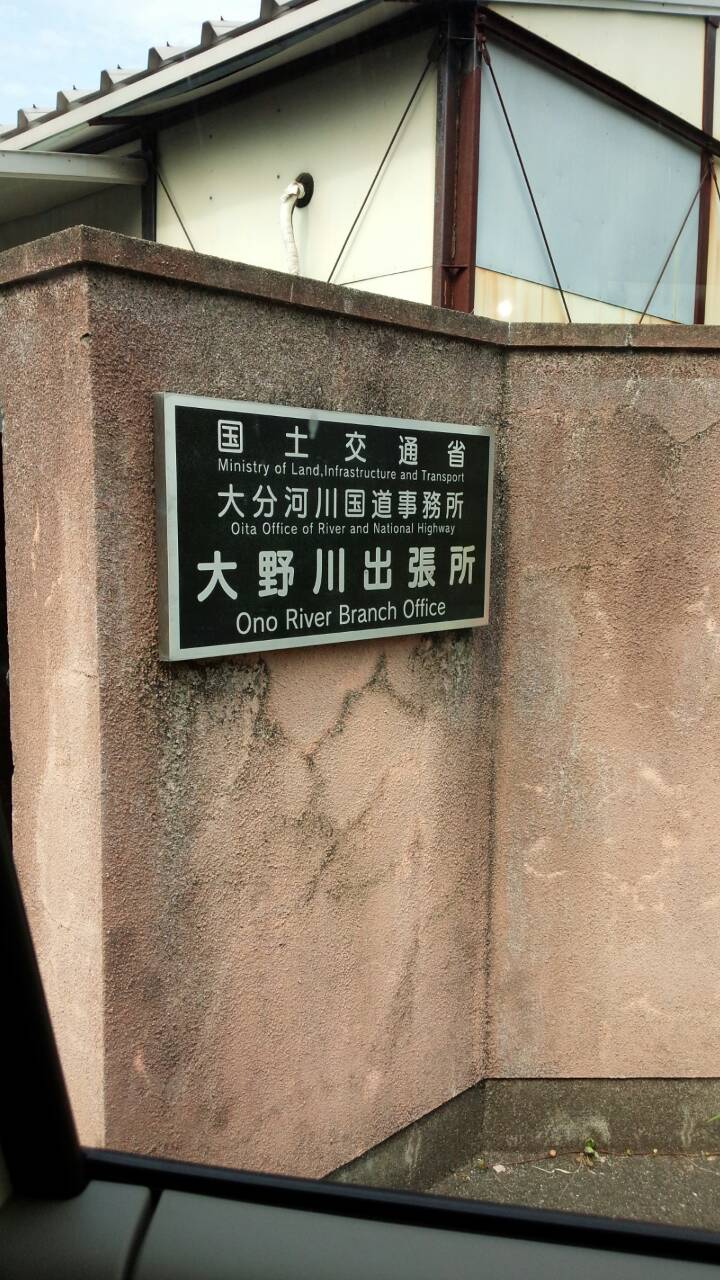 国土交通省
Ministry of Land,Infrastructure and Transport
大分河川国道事務所
Oita Office of River and National Highway
大野川出張所
Ono River Branch Office